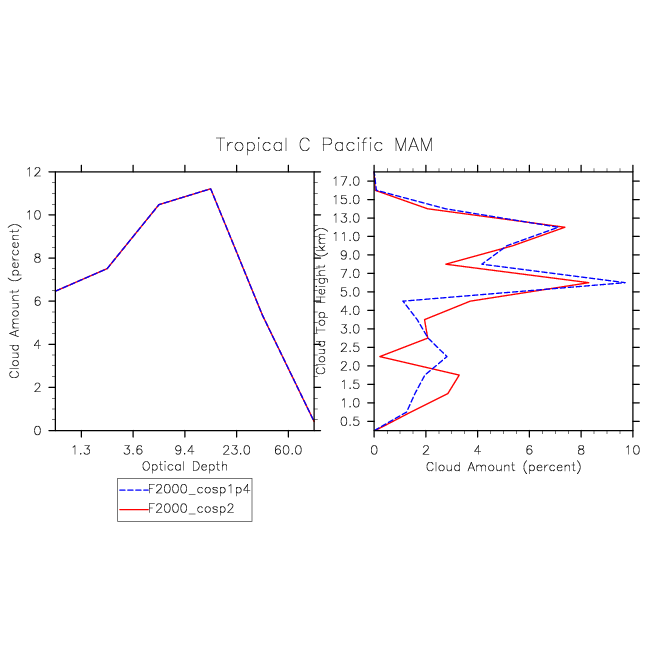 Tropical C Pacific MAM
Cloud Amount (percent)
12
10
8
6
4
2
0
1.3 3.6 9.4 23.0 60.0
Optical Depth
Cloud Top Height (km)
17.0
15.0
13.0
11.0
9.0
7.0
5.0
4.0
3.0
2.5
2.0
1.5
1.0
0.5
0 2 4 6 8 10
Cloud Amount (percent)
F2000_cosp1p4
F2000_cosp2